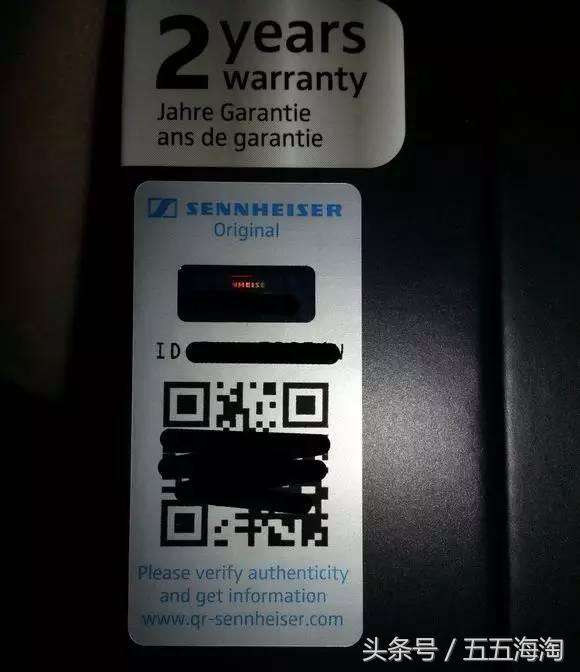 2 years
warranty
Jahre Garantie
ans de garantie
SENNHEISER
Original
ID
Please verify authenticity
and get information
www.qr-sennheiser.com
头条号 / 五五海淘